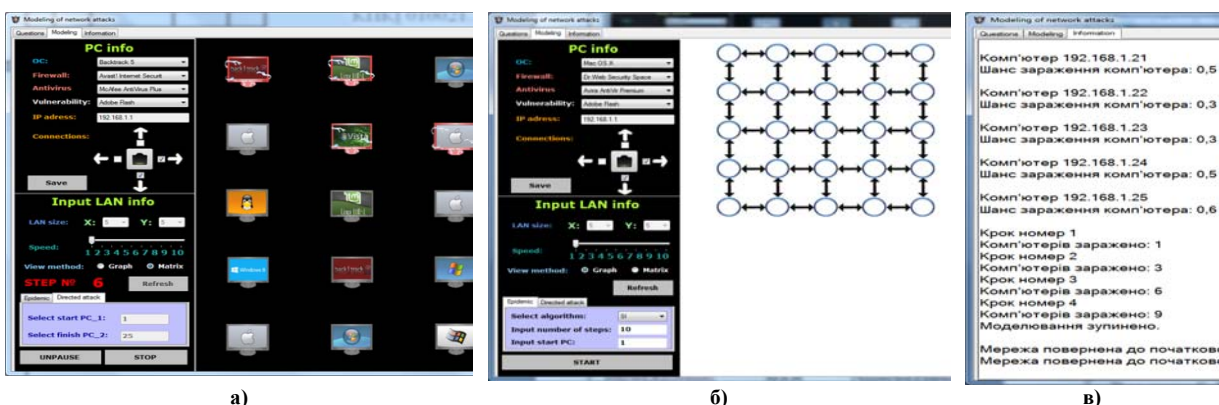 Modeling of network attacks
Questions Modeling Information
PC info
ОС: Backtrack 5
Firewall: Avast! Internet Securit
Antivirus McAfee AntiVirus Plus
Vulnerability: Adobe Flash
IP adress: 192.168.1.1
Connections:
Save
Input LAN info
LAN size: X: 5 Y: 5
Speed:
1 2 3 4 5 6 7 8 9 10
View method: Graph Matrix
STEP № 6 Refresh
Epidemic Directed attack
Select start PC_1: 1
Select finish PC_2: 25
UNPAUSE STOP
Windows 8
а)
Modeling of network attacks
Questions Modeling Information
PC info
ОС: Mac OS X
Firewall: Dr.Web Security Space
Antivirus Avira AntiVir Premium
Vulnerability: Adobe Flash
IP adress: 192.168.1.1
Connections:
Save
Input LAN info
LAN size: X: 5 Y: 5
Speed:
1 2 3 4 5 6 7 8 9 10
View method: Graph Matrix
Refresh
Epidemic Directed attack
Select algorithm: SI
Input number of steps: 10
Input start PC: 1
START
б)
Modeling of network attacks
Questions Modeling Information
Комп'ютер 192.168.1.21
Шанс зараження комп'ютера: 0,5
Комп'ютер 192.168.1.22
Шанс зараження комп'ютера: 0,3
Комп'ютер 192.168.1.23
Шанс зараження комп'ютера: 0,3
Комп'ютер 192.168.1.24
Шанс зараження комп'ютера: 0,5
Комп'ютер 192.168.1.25
Шанс зараження комп'ютера: 0,6
Крок номер 1
Комп'ютерів заражено: 1
Крок номер 2
Комп'ютерів заражено: 3
Крок номер 3
Комп'ютерів заражено: 6
Крок номер 4
Комп'ютерів заражено: 9
Моделювання зупинено.
Мережа повернена до початкові
Мережа повернена до початкові
в)